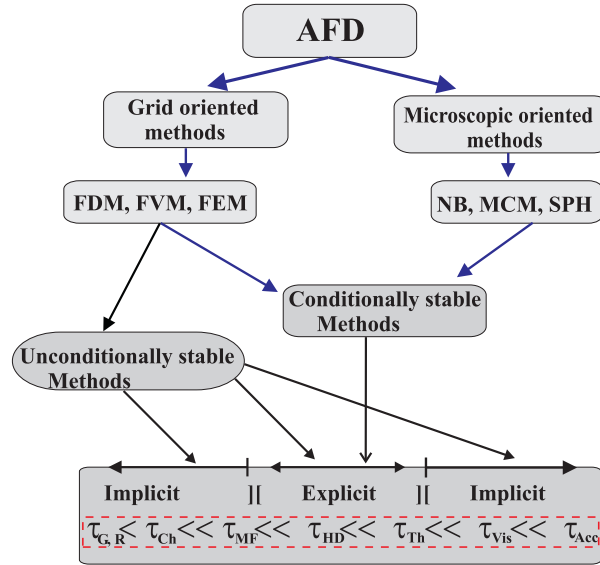 AFD
Grid oriented
methods
Microscopic oriented
methods
FDM, FVM, FEM
NB, MCM, SPH
Conditionally stable
Methods
Unconditionally stable
Methods
Implicit ][ Explicit ][ Implicit
τG, R < τCh << τMF << τHD << τTh << τVis << τAcc